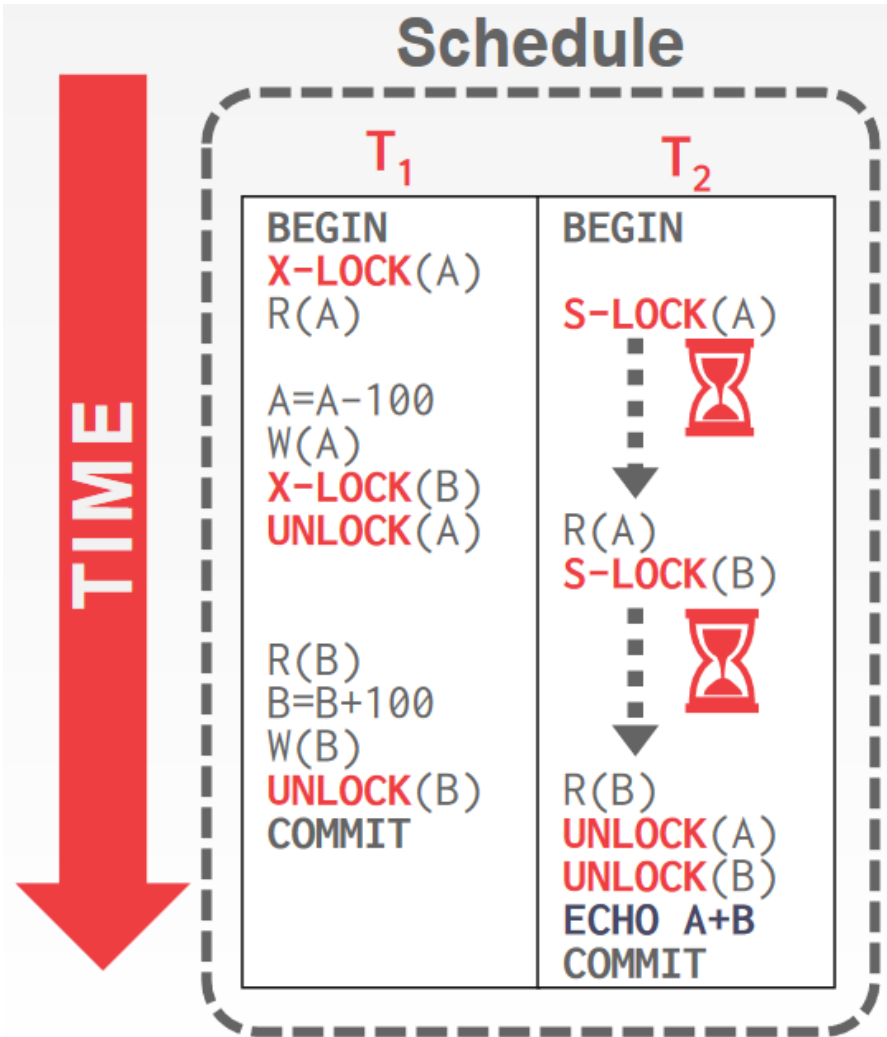 Schedule
TIME
T1
BEGIN
X-LOCK(A)
R(A)
A=A-100
W(A)
X-LOCK(B)
UNLOCK(A)
R(B)
B=B+100
W(B)
UNLOCK(B)
COMMIT
T2
BEGIN
S-LOCK(A)
R(A)
S-LOCK(B)
R(B)
UNLOCK(A)
UNLOCK(B)
ECHO A+B
COMMIT